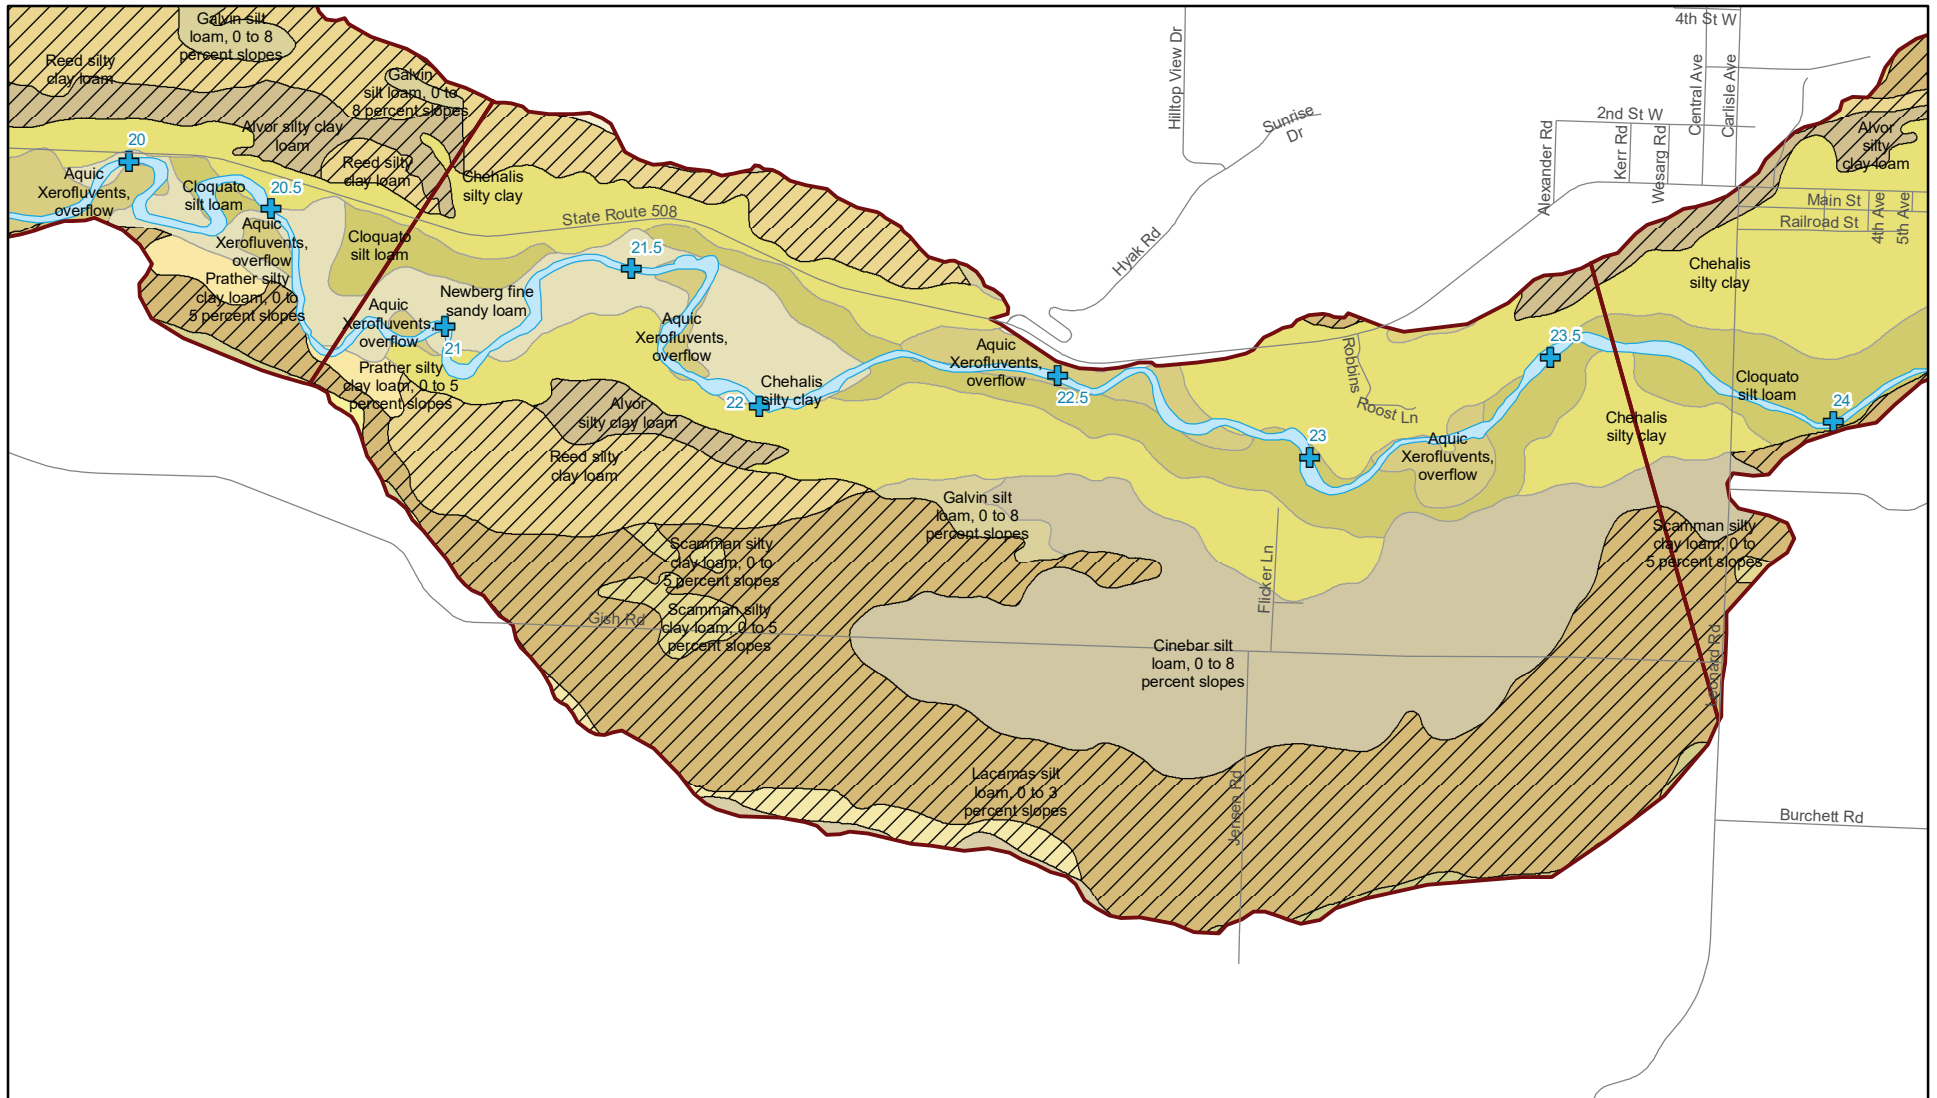 Galvin silt
loam, 0 to 8
percent slopes
4th St W
Reed silty
clay loam
Galvin
silt loam, 0 to
8 percent slopes
Hilltop View Dr
Sunrise
Dr
Central Ave
Carlisle Ave
2nd St W
Alexander Rd
Kerr Rd
Wesarg Rd
Alvor
silty
clay loam
20
Alvor silty clay
loam
Reed silty
clay loam
Aquic
Xerofluvents,
overflow
Cloquato
silt loam
20.5
Chehalis
silty clay
State Route 508
Main St
Railroad St
4th Ave
5th Ave
Aquic
Xerofluvents,
overflow
Cloquato
silt loam
21.5
Hyak Rd
Chehalis
silty clay
Prather silty
clay loam, 0 to
5 percent slopes
Aquic
Xerofluvents,
overflow
Newberg fine
sandy loam
21
Aquic
Xerofluvents,
overflow
Aquic
Xerofluvents,
overflow
22.5
Robbins
Roost Ln
23.5
Prather silty
clay loam, 0 to 5
percent slopes
Chehalis
silty clay
22
Cloquato
silt loam
24
Alvor
silty clay loam
23
Aquic
Xerofluvents,
overflow
Chehalis
silty clay
Reed silty
clay loam
Galvin silt
loam, 0 to 8
percent slopes
Scamman silty
clay loam, 0 to
5 percent slopes
Scamman silty
clay loam, 0 to
5 percent slopes
Flicker Ln
Gish Rd
Scamman silty
clay loam, 0 to 5
percent slopes
Cinebar silt
loam, 0 to 8
percent slopes
Leonard Rd
Lacamas silt
loam, 0 to 3
percent slopes
Jensen Rd
Burchett Rd